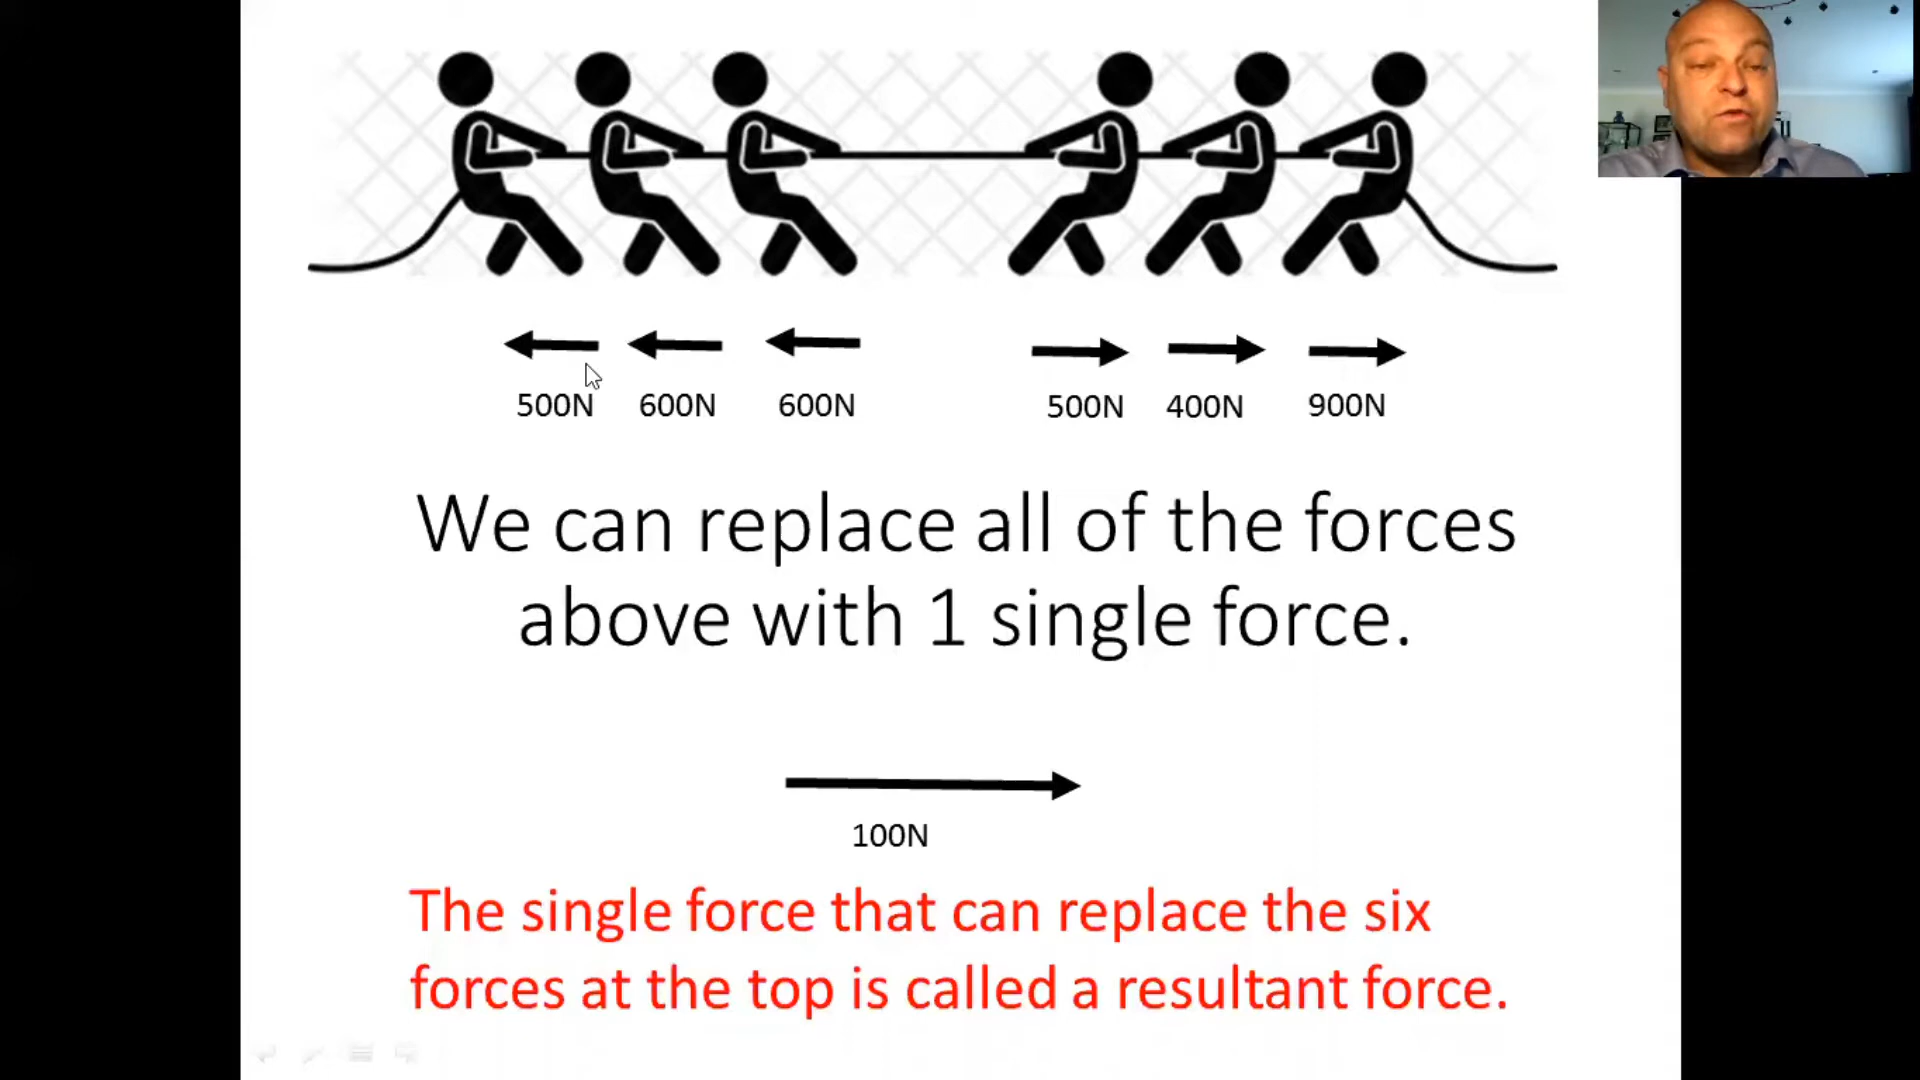 500N 600N 600N 500N 400N 900N
We can replace all of the forces
above with 1 single force.
100N
The single force that can replace the six
forces at the top is called a resultant force.